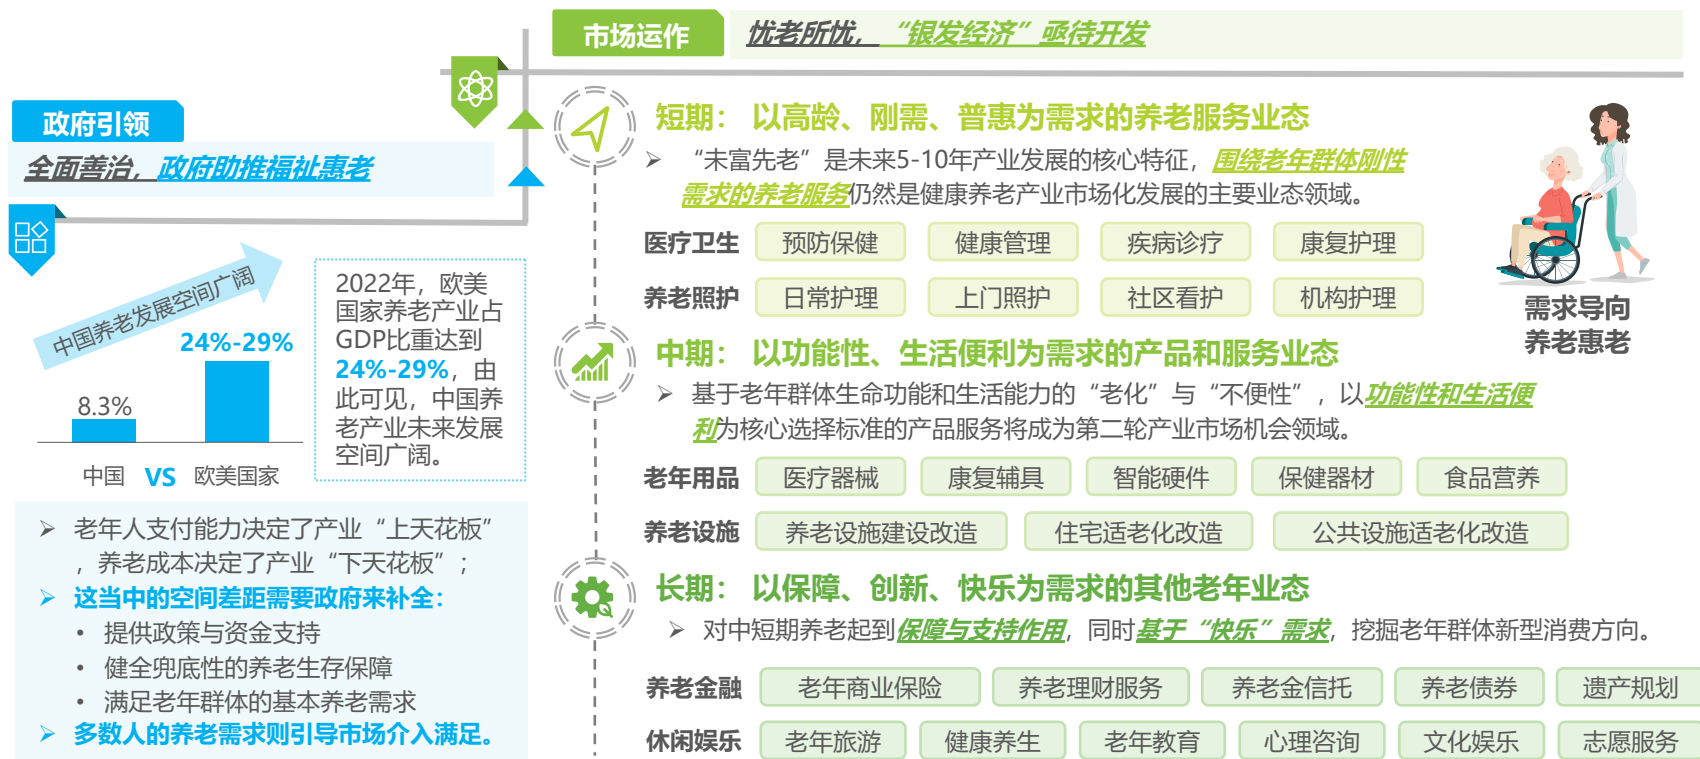 市场运作
忧老所忧，“银发经济”亟待开发
政府引领
全面善治，政府助推福祉惠老
中国养老发展空间广阔
24%-29%
8.3%
中国 VS 欧美国家
2022年，欧美
国家养老产业占
GDP比重达到
24%-29%，由
此可见，中国养
老产业未来发展
空间广阔。
老年人支付能力决定了产业“上天花板”
，养老成本决定了产业“下天花板”；
这当中的空间差距需要政府来补全：
• 提供政策与资金支持
• 健全兜底性的养老生存保障
• 满足老年群体的基本养老需求
多数人的养老需求则引导市场介入满足。
短期： 以高龄、刚需、普惠为需求的养老服务业态
“未富先老”是未来5-10年产业发展的核心特征，围绕老年群体刚性
需求的养老服务仍然是健康养老产业市场化发展的主要业态领域。
医疗卫生 预防保健 健康管理 疾病诊疗 康复护理
养老照护 日常护理 上门照护 社区看护 机构护理
需求导向
养老惠老
中期： 以功能性、生活便利为需求的产品和服务业态
基于老年群体生命功能和生活能力的“老化”与“不便性”，以功能性和生活便
利为核心选择标准的产品服务将成为第二轮产业市场机会领域。
老年用品 医疗器械 康复辅具 智能硬件 保健器材 食品营养
养老设施 养老设施建设改造 住宅适老化改造 公共设施适老化改造
长期： 以保障、创新、快乐为需求的其他老年业态
对中短期养老起到保障与支持作用，同时基于“快乐”需求，挖掘老年群体新型消费方向。
养老金融 老年商业保险 养老理财服务 养老金信托 养老债券 遗产规划
休闲娱乐 老年旅游 健康养生 老年教育 心理咨询 文化娱乐 志愿服务